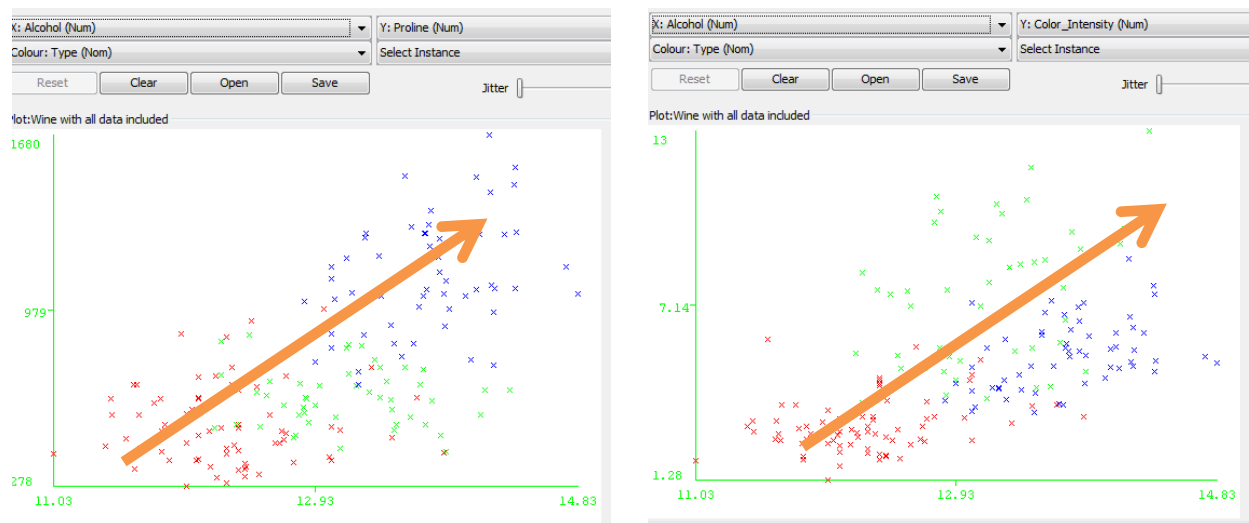 X: Alcohol (Num) Y: Proline (Num)
Colour: Type (Nom) Select Instance
Reset Clear Open Save Jitter
Plot:Wine with all data included
1680
979
278
11.03 12.93 14.83
X: Alcohol (Num) Y: Color_Intensity (Num)
Colour: Type (Nom) Select Instance
Reset Clear Open Save Jitter
Plot:Wine with all data included
13
7.14
1.28
11.03 12.93 14.83